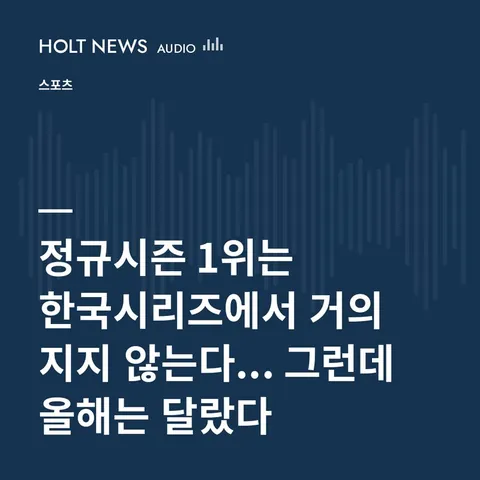 HOLT NEWS AUDIO
스포츠
정규시즌 1위는
한국시리즈에서 거의
지지 않는다... 그런데
올해는 달랐다